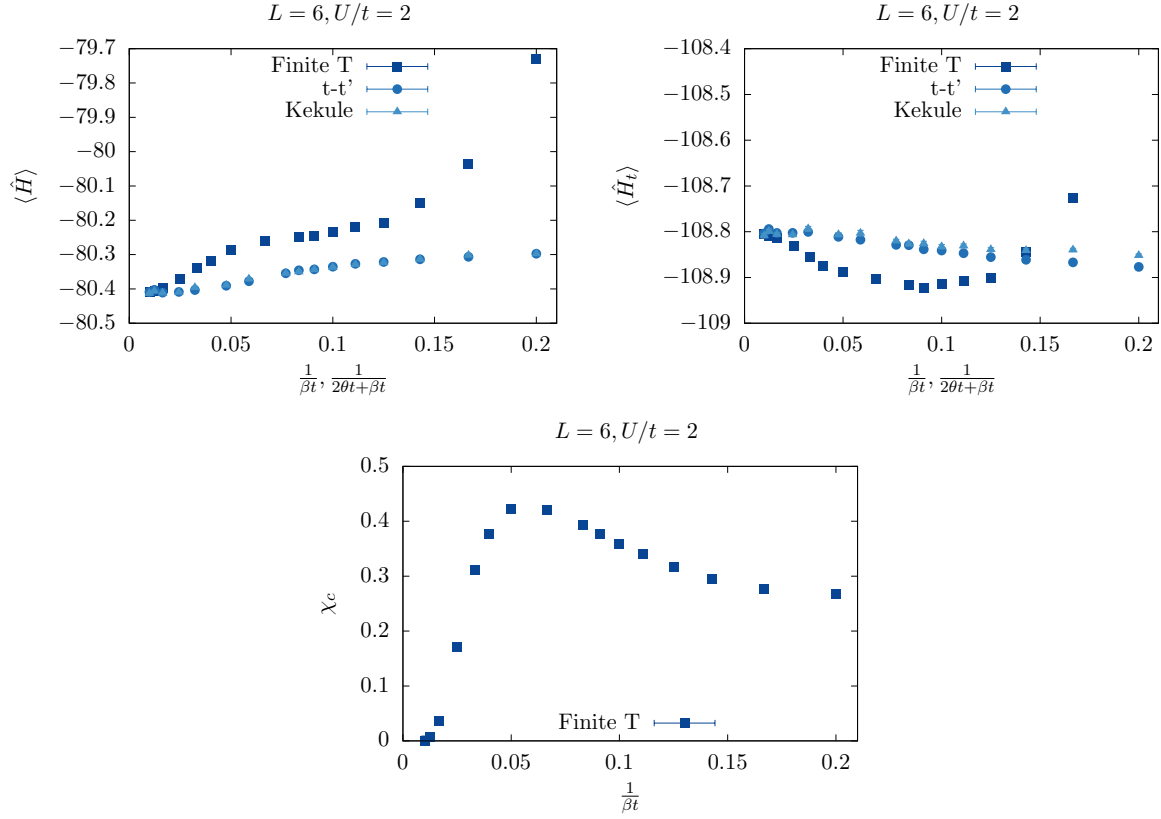 L = 6, U/t = 2
⟨Ĥ⟩
−79.7
−79.8
−79.9
−80
−80.1
−80.2
−80.3
−80.4
−80.5
Finite T
t-t'
Kekule
0 0.05 0.1 0.15 0.2
1/βt, 1/(2θt+βt)
L = 6, U/t = 2
⟨Ĥ_t⟩
−108.4
−108.5
−108.6
−108.7
−108.8
−108.9
−109
Finite T
t-t'
Kekule
0 0.05 0.1 0.15 0.2
1/βt, 1/(2θt+βt)
L = 6, U/t = 2
χ_c
0.5
0.4
0.3
0.2
0.1
0
Finite T
0 0.05 0.1 0.15 0.2
1/βt